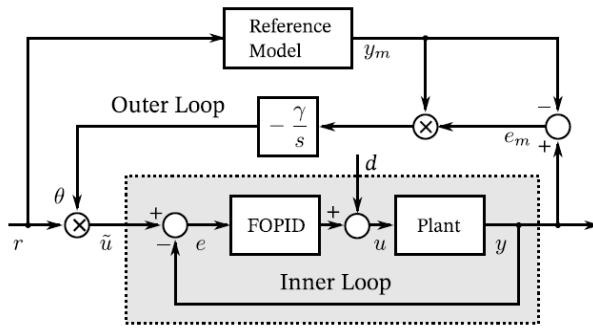 Reference
Model
y_m
Outer Loop
− γ/s
×
−
e_m
+
d
θ
×
r
ũ
+
−
e
FOPID
+
u
Plant
y
Inner Loop